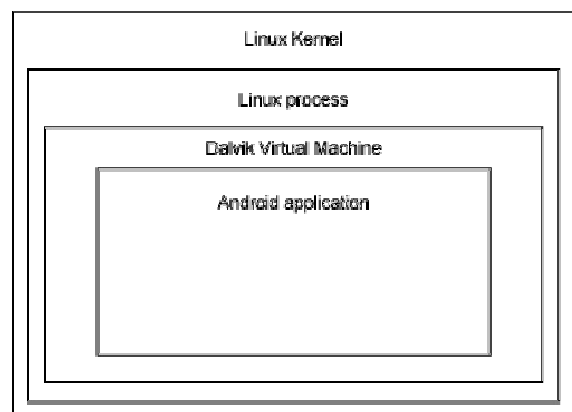 Linux Kernel
Linux process
Dalvik Virtual Machine
Android application